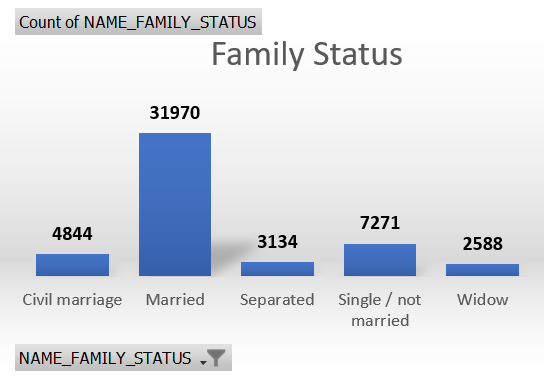 Count of NAME_FAMILY_STATUS
Family Status
31970
4844
3134
7271
2588
Civil marriage
Married
Separated
Single / not
married
Widow
NAME_FAMILY_STATUS